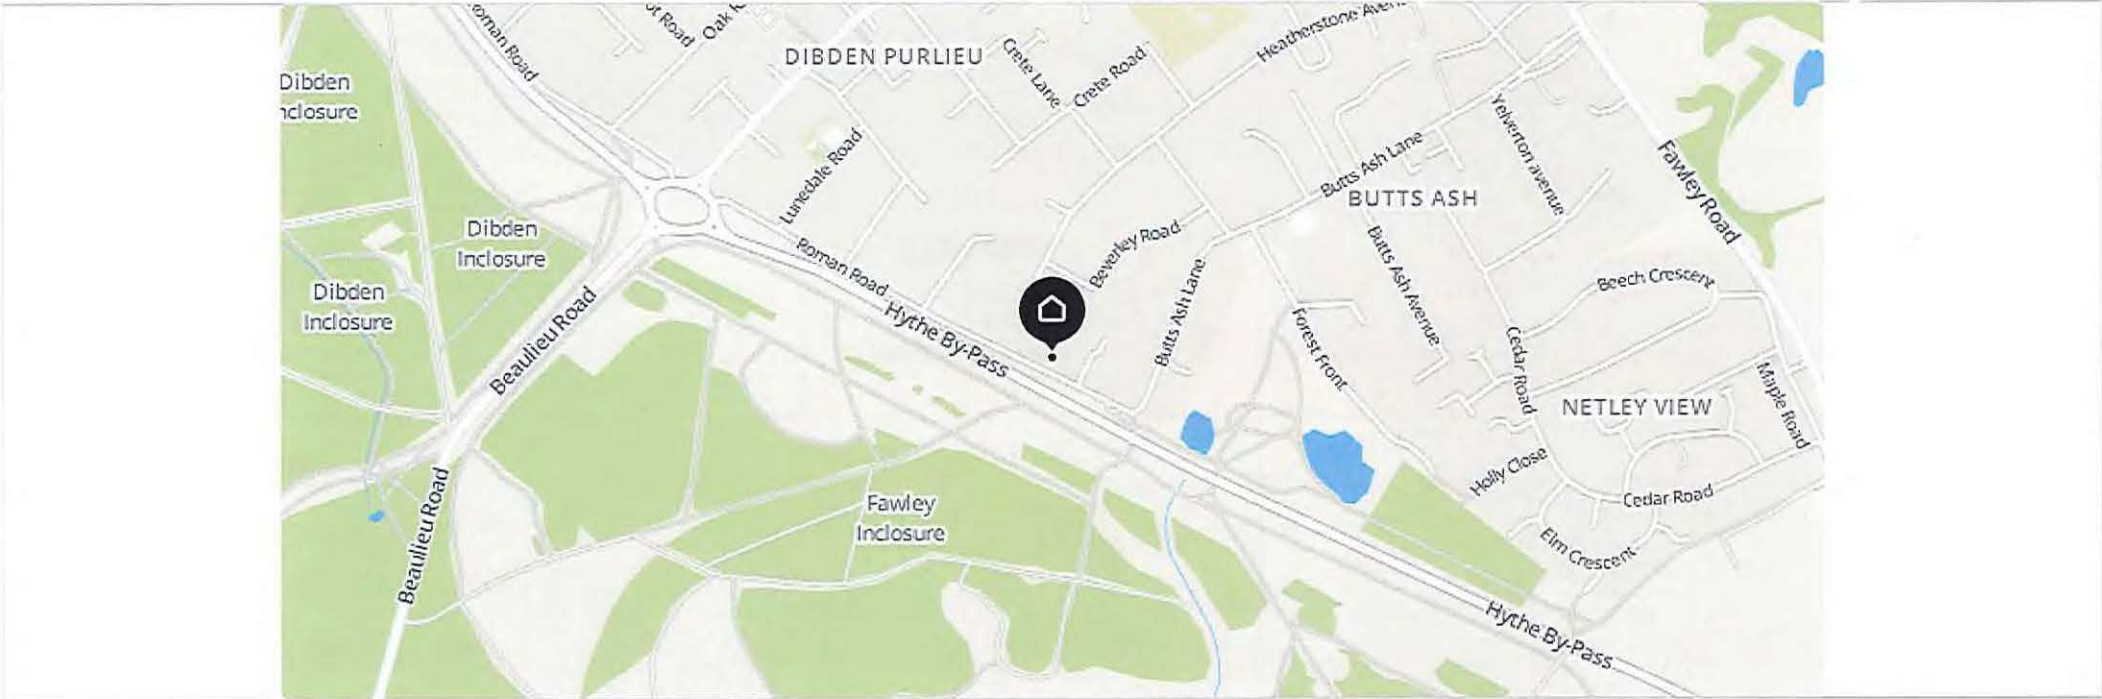 Roman Road
Oak
DIBDEN PURLIEU
Crete Lane
Crete Road
Heatherstone
Dibden
Lunedale Road
Yelverton avenue
Butts Ash Lane
Fawley Road
BUTTS ASH
Dibden
Inclosure
Roman Road
Beverley Road
Butts Ash Lane
Butts Ash Avenue
Beech Crescent
Dibden
Inclosure
Beaulieu Road
Hythe By-Pass
Forest Front
Cedar Road
Maple Road
NETLEY VIEW
Beaulieu Road
Fawley
Inclosure
Holly Close
Cedar Road
Elm Crescent
Hythe By-Pass